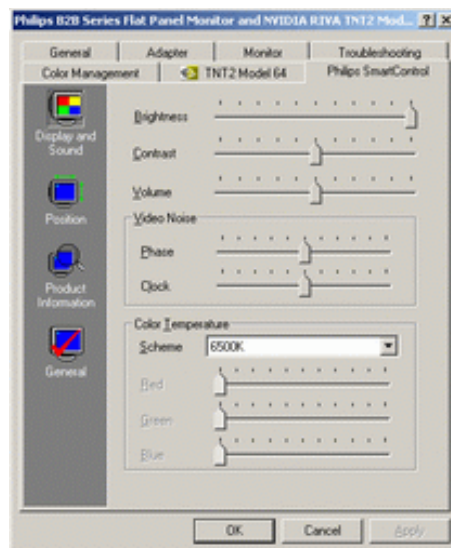 Philips B2B Series Flat Panel Monitor and NVIDIA RIVA TNT2 Mod...
General Adapter Monitor Troubleshooting
Color Management TNT2 Model 64 Philips SmartControl
Display and
Sound
Position
Product
Information
General
Brightness
Contrast
Volume
Video Noise
Phase
Clock
Color Temperature
Scheme 6500K
Red
Green
Blue
OK Cancel Apply